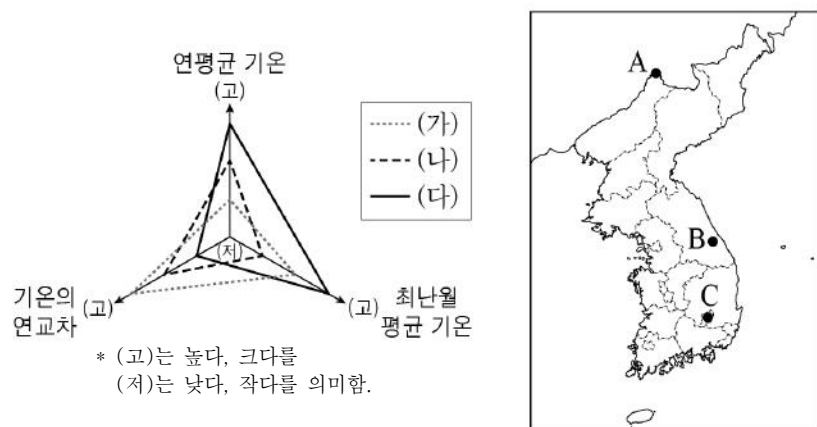 연평균 기온
(고)
(가)
(나)
(다)
(저)
기온의
연교차
(고)
(고)
최난월
평균 기온
* (고)는 높다, 크다를
(저)는 낮다, 작다를 의미함.
A
B
C